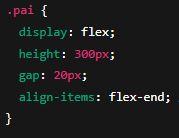 .pai {
  display: flex;
  height: 300px;
  gap: 20px;
  align-items: flex-end;
}